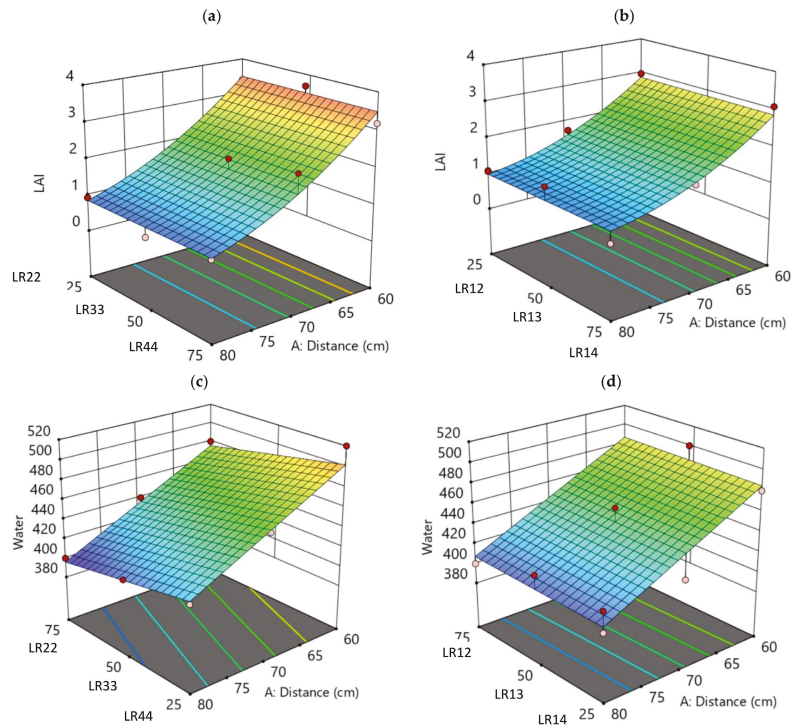 (a)
4
3
2
1
0
LAI
LR22
25
LR33
50
LR44
75
80
75
70
65
60
A: Distance (cm)
(b)
4
3
2
1
0
LAI
25
LR12
50
LR13
75
LR14
80
75
70
65
60
A: Distance (cm)
(c)
520
500
480
460
440
420
400
380
Water
75
LR22
50
LR33
25
LR44
80
75
70
65
60
A: Distance (cm)
(d)
520
500
480
460
440
420
400
380
Water
75
LR12
50
LR13
25
LR14
80
75
70
65
60
A: Distance (cm)